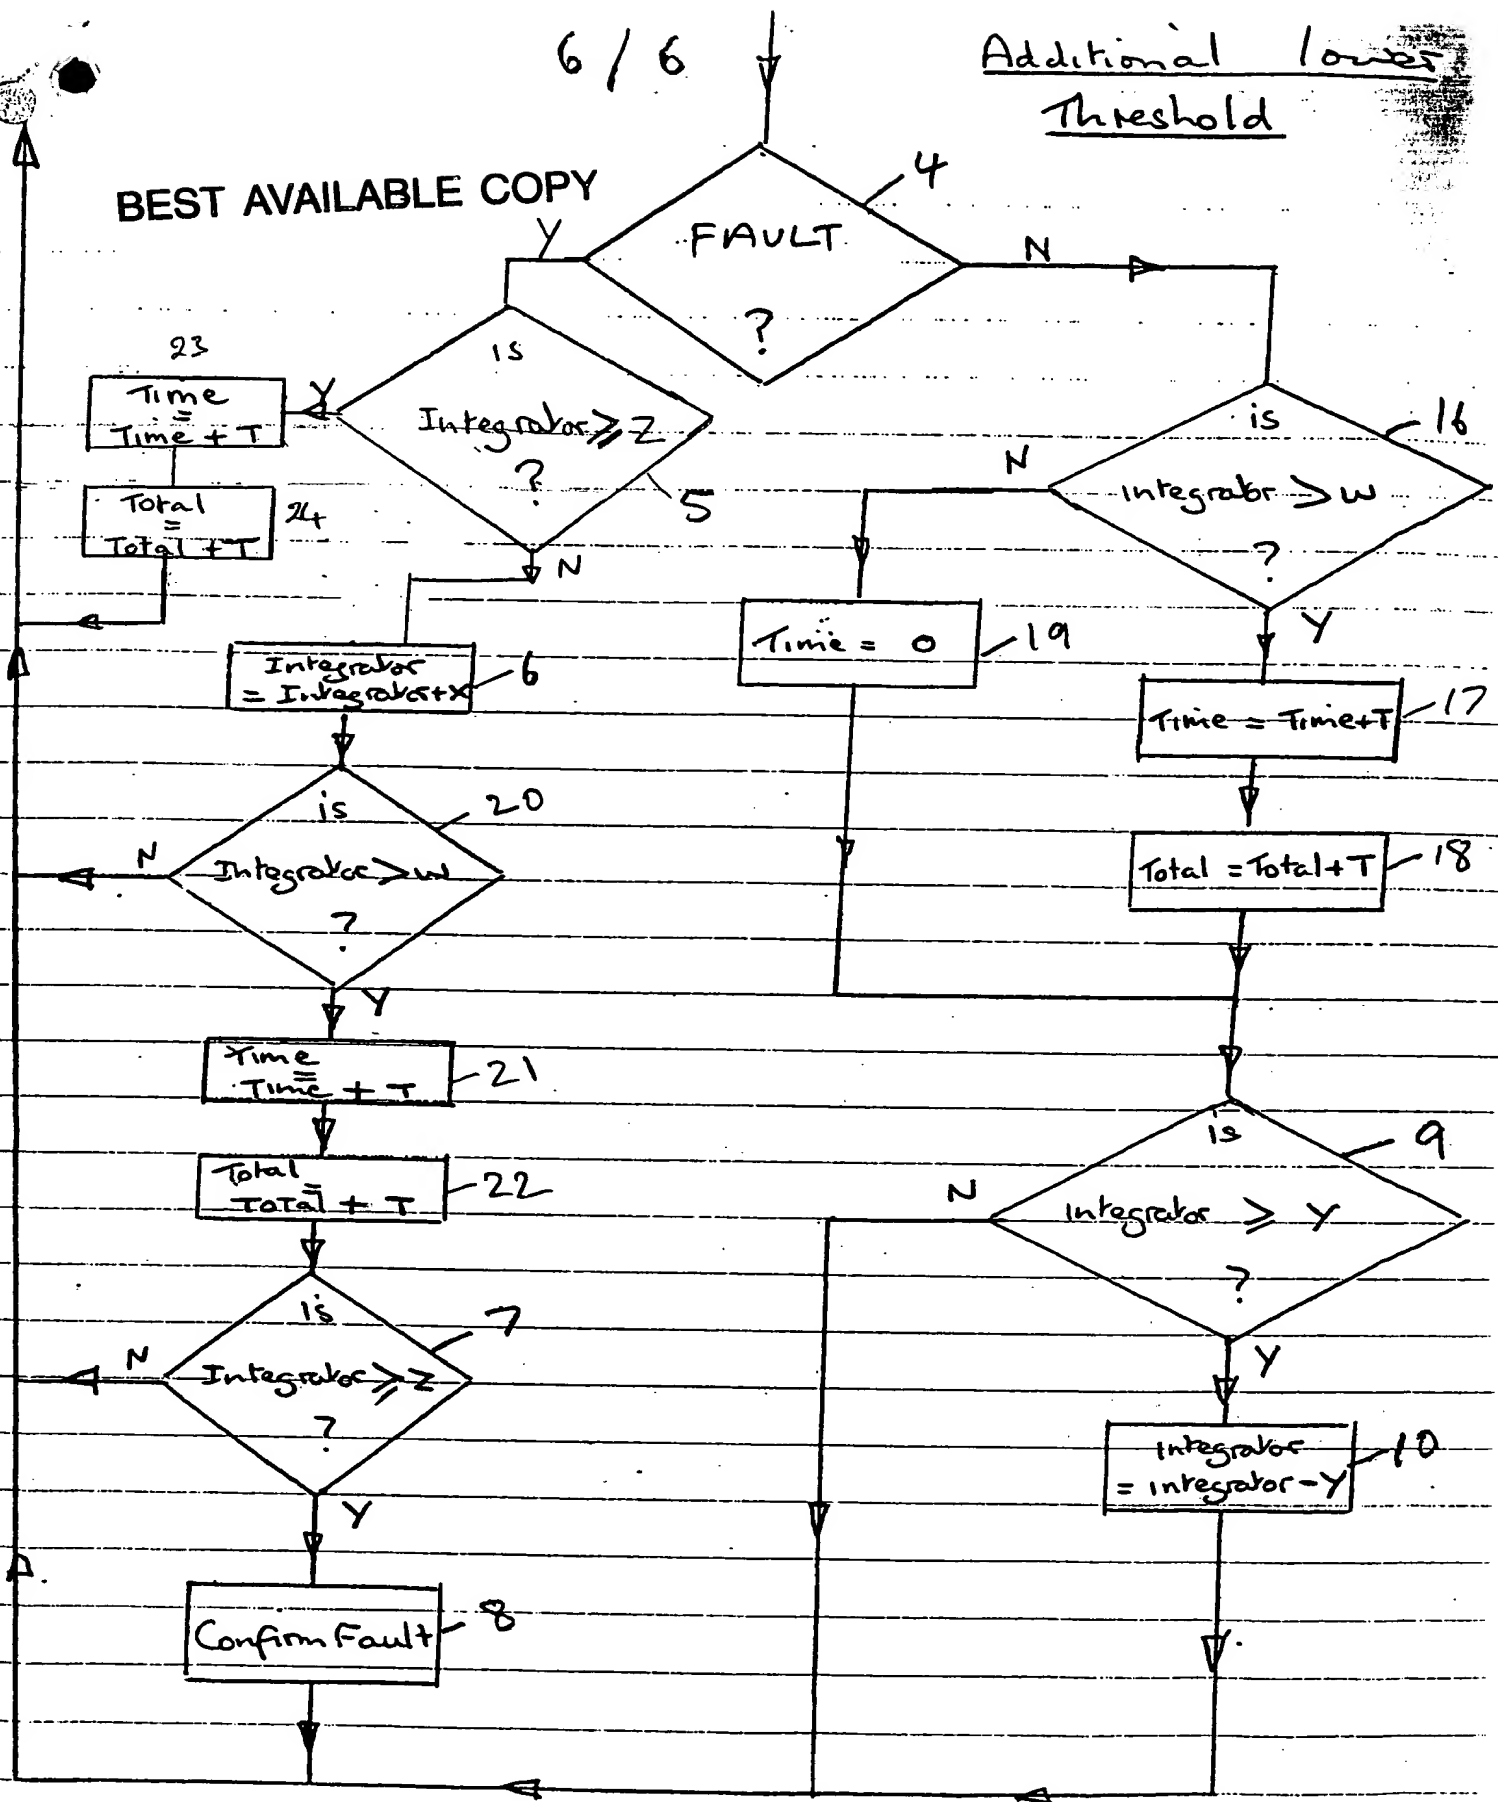 6 / 6
Additional lower
Threshold
BEST AVAILABLE COPY
4
FAULT
?
Y
N
is
Integrator ≥ Z
?
5
Y
N
23
Time
=
Time + T
Total
=
Total + T
24
is
integrator > W
?
16
N
Y
Time = 0
19
Time = Time+T
17
Total = Total + T
18
Integrator
= Integrator+X
6
is
Integrator > W
?
20
N
Y
Time
=
Time + T
21
Total
=
Total + T
22
is
Integrator ≥ Z
?
7
N
Y
Confirm Fault
8
is
integrator ≥ Y
?
9
N
Y
integrator
= integrator - Y
10